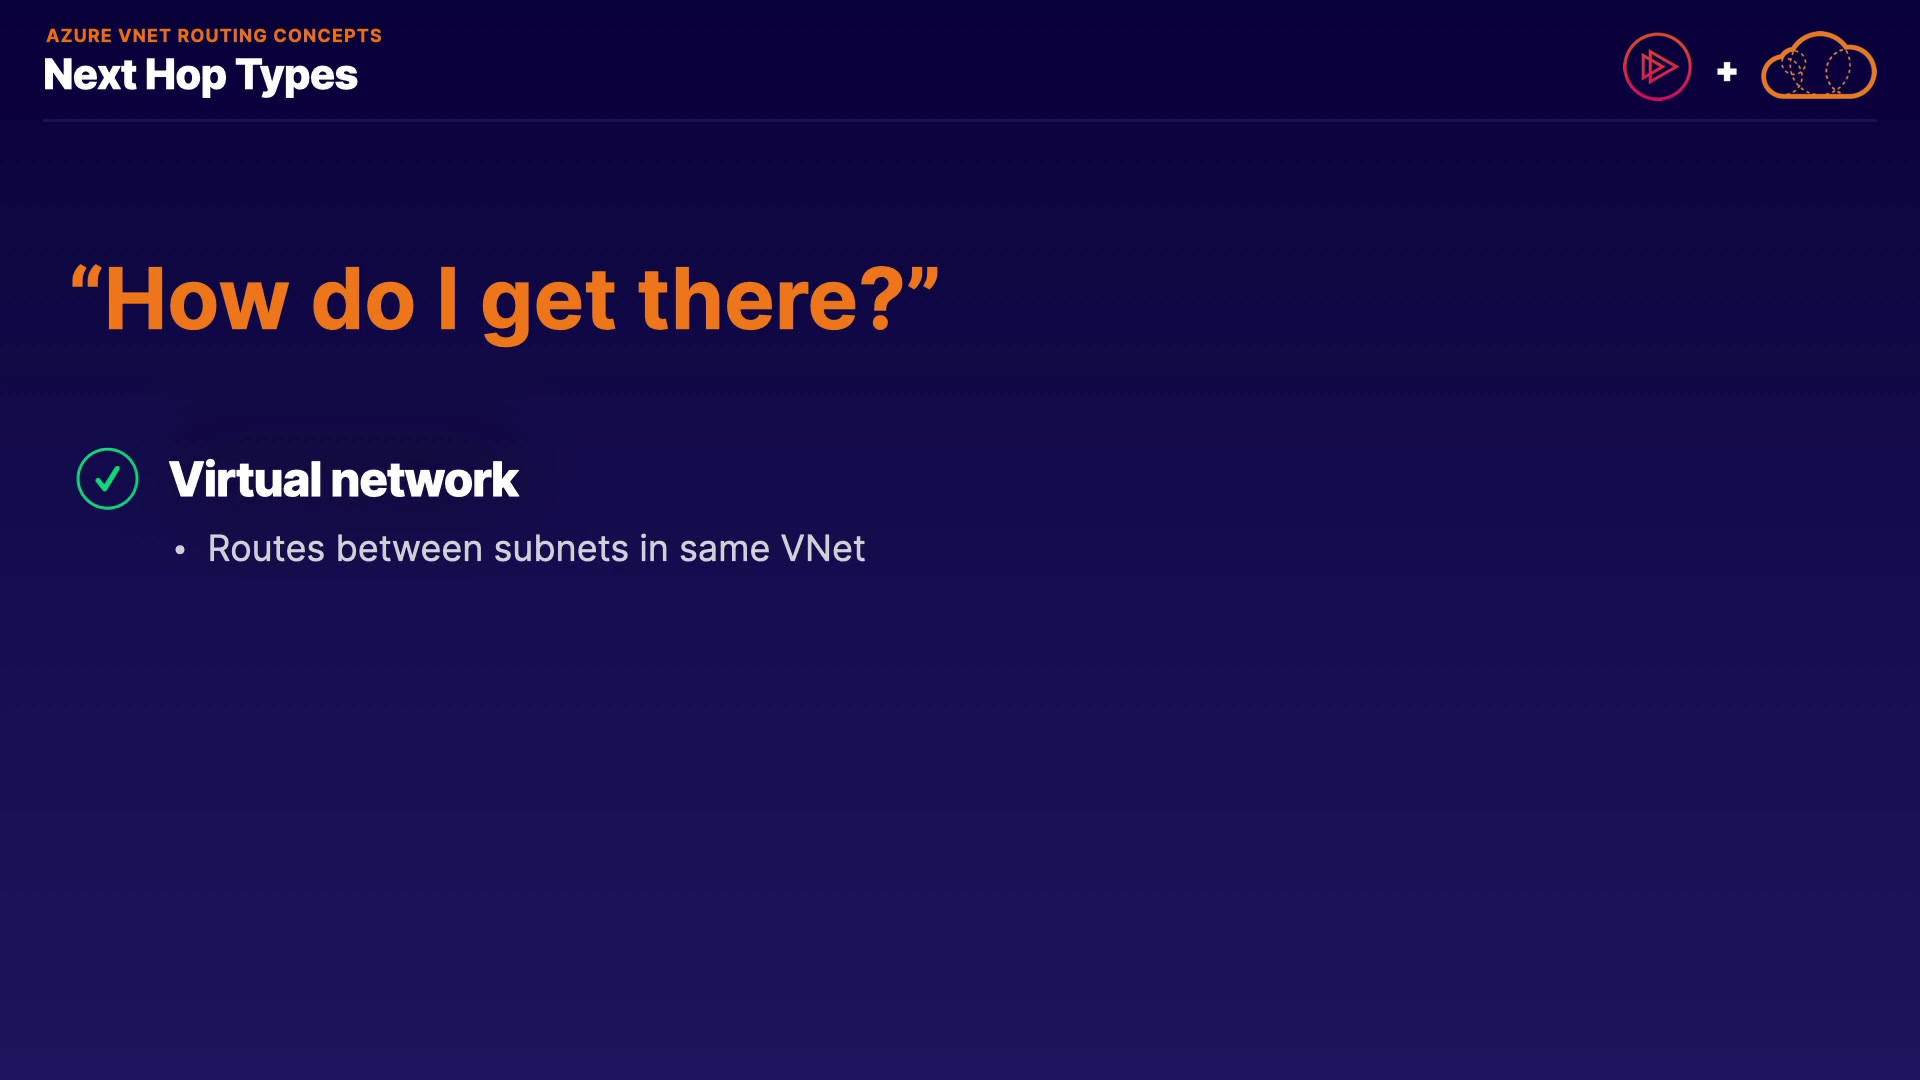 AZURE VNET ROUTING CONCEPTS
Next Hop Types
+
“How do I get there?”
Virtual network
• Routes between subnets in same VNet